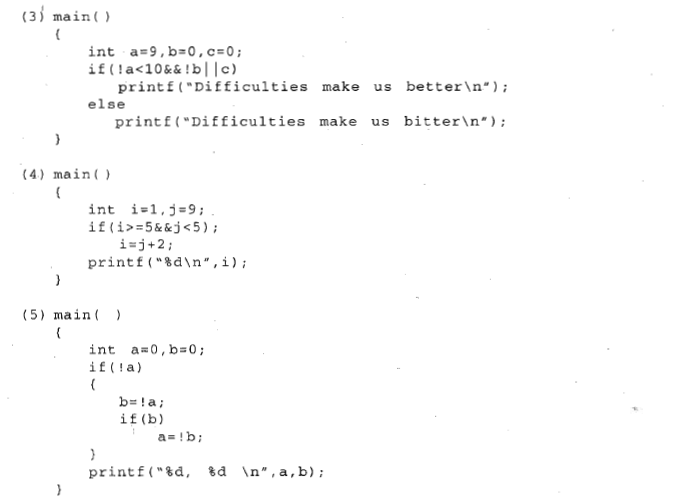 (3) main()
{
int a=9,b=0,c=0;
if(!a<10&&!b||c)
printf("Difficulties make us better\n");
else
printf("Difficulties make us bitter\n");
}
(4) main()
{
int i=1,j=9;
if(i>=5&&j<5);
i=j+2;
printf("%d\n",i);
}
(5) main( )
{
int a=0,b=0;
if(!a)
{
b=!a;
if(b)
a=!b;
}
printf("%d, %d \n",a,b);
}